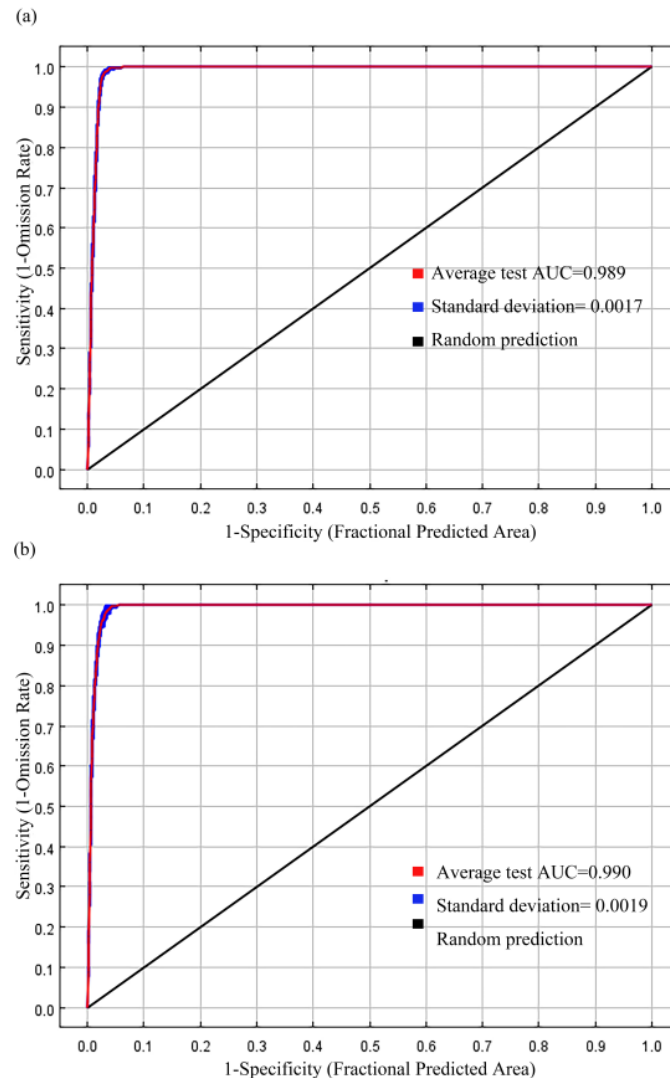 (a)
1.0
0.9
0.8
0.7
0.6
0.5
0.4
0.3
0.2
0.1
0.0
Sensitivity (1-Omission Rate)
Average test AUC=0.989
Standard deviation= 0.0017
Random prediction
0.0 0.1 0.2 0.3 0.4 0.5 0.6 0.7 0.8 0.9 1.0
1-Specificity (Fractional Predicted Area)
(b)
1.0
0.9
0.8
0.7
0.6
0.5
0.4
0.3
0.2
0.1
0.0
Sensitivity (1-Omission Rate)
Average test AUC=0.990
Standard deviation= 0.0019
Random prediction
0.0 0.1 0.2 0.3 0.4 0.5 0.6 0.7 0.8 0.9 1.0
1-Specificity (Fractional Predicted Area)